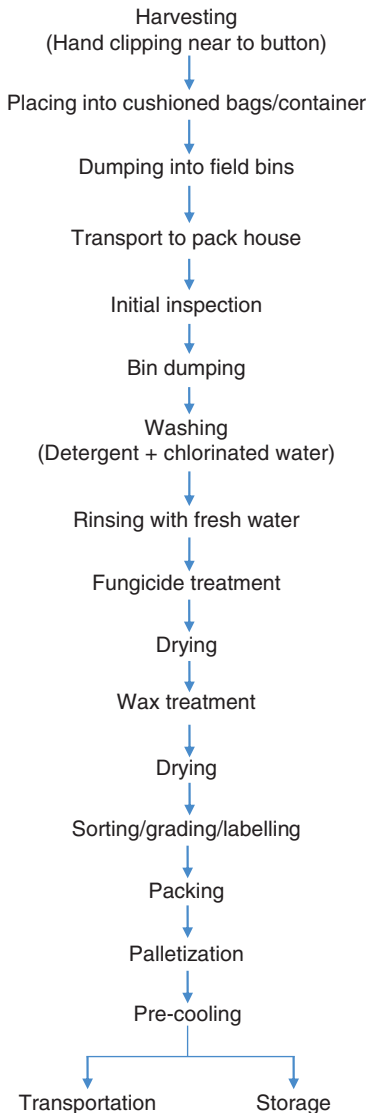 Harvesting
(Hand clipping near to button)
Placing into cushioned bags/container
Dumping into field bins
Transport to pack house
Initial inspection
Bin dumping
Washing
(Detergent + chlorinated water)
Rinsing with fresh water
Fungicide treatment
Drying
Wax treatment
Drying
Sorting/grading/labelling
Packing
Palletization
Pre-cooling
Transportation Storage